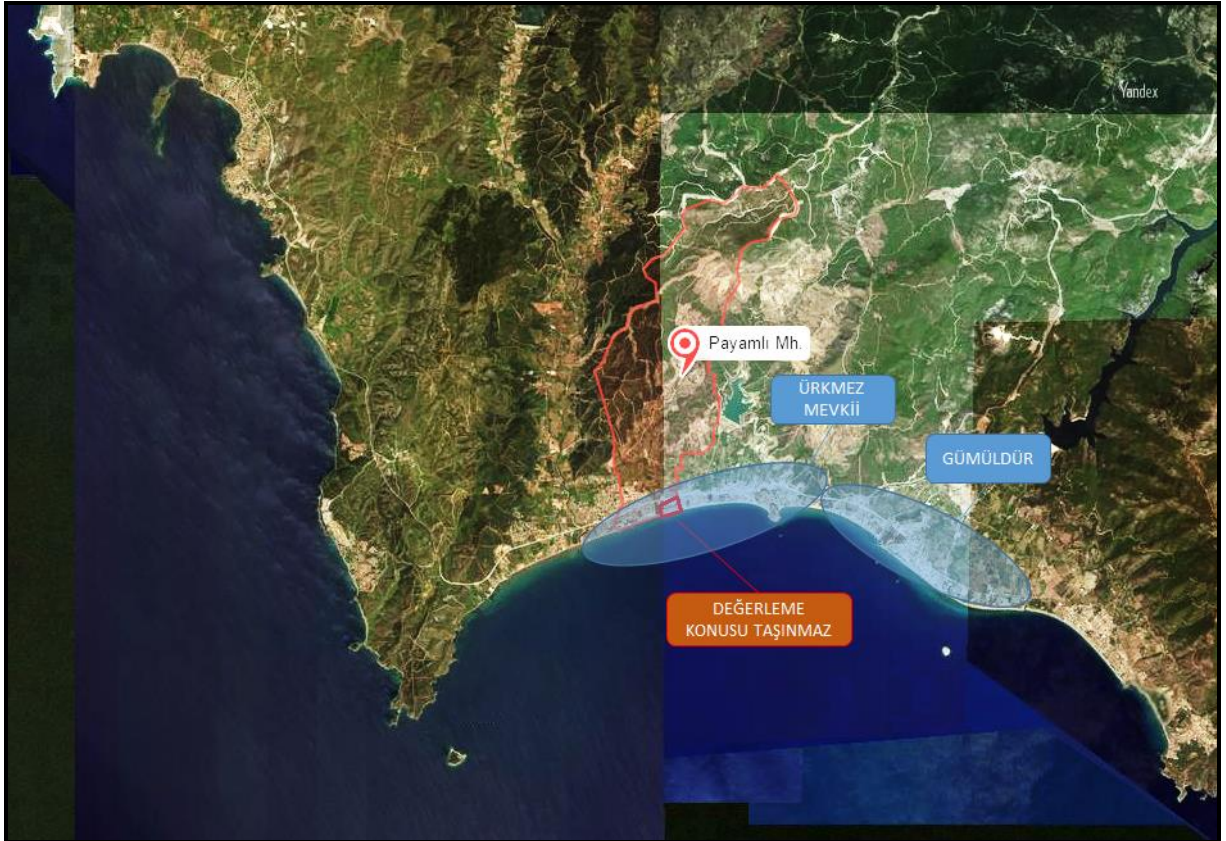 Yandex
Payamlı Mh.
ÜRKMEZ
MEVKİİ
GÜMÜLDÜR
DEĞERLEME
KONUSU TAŞINMAZ